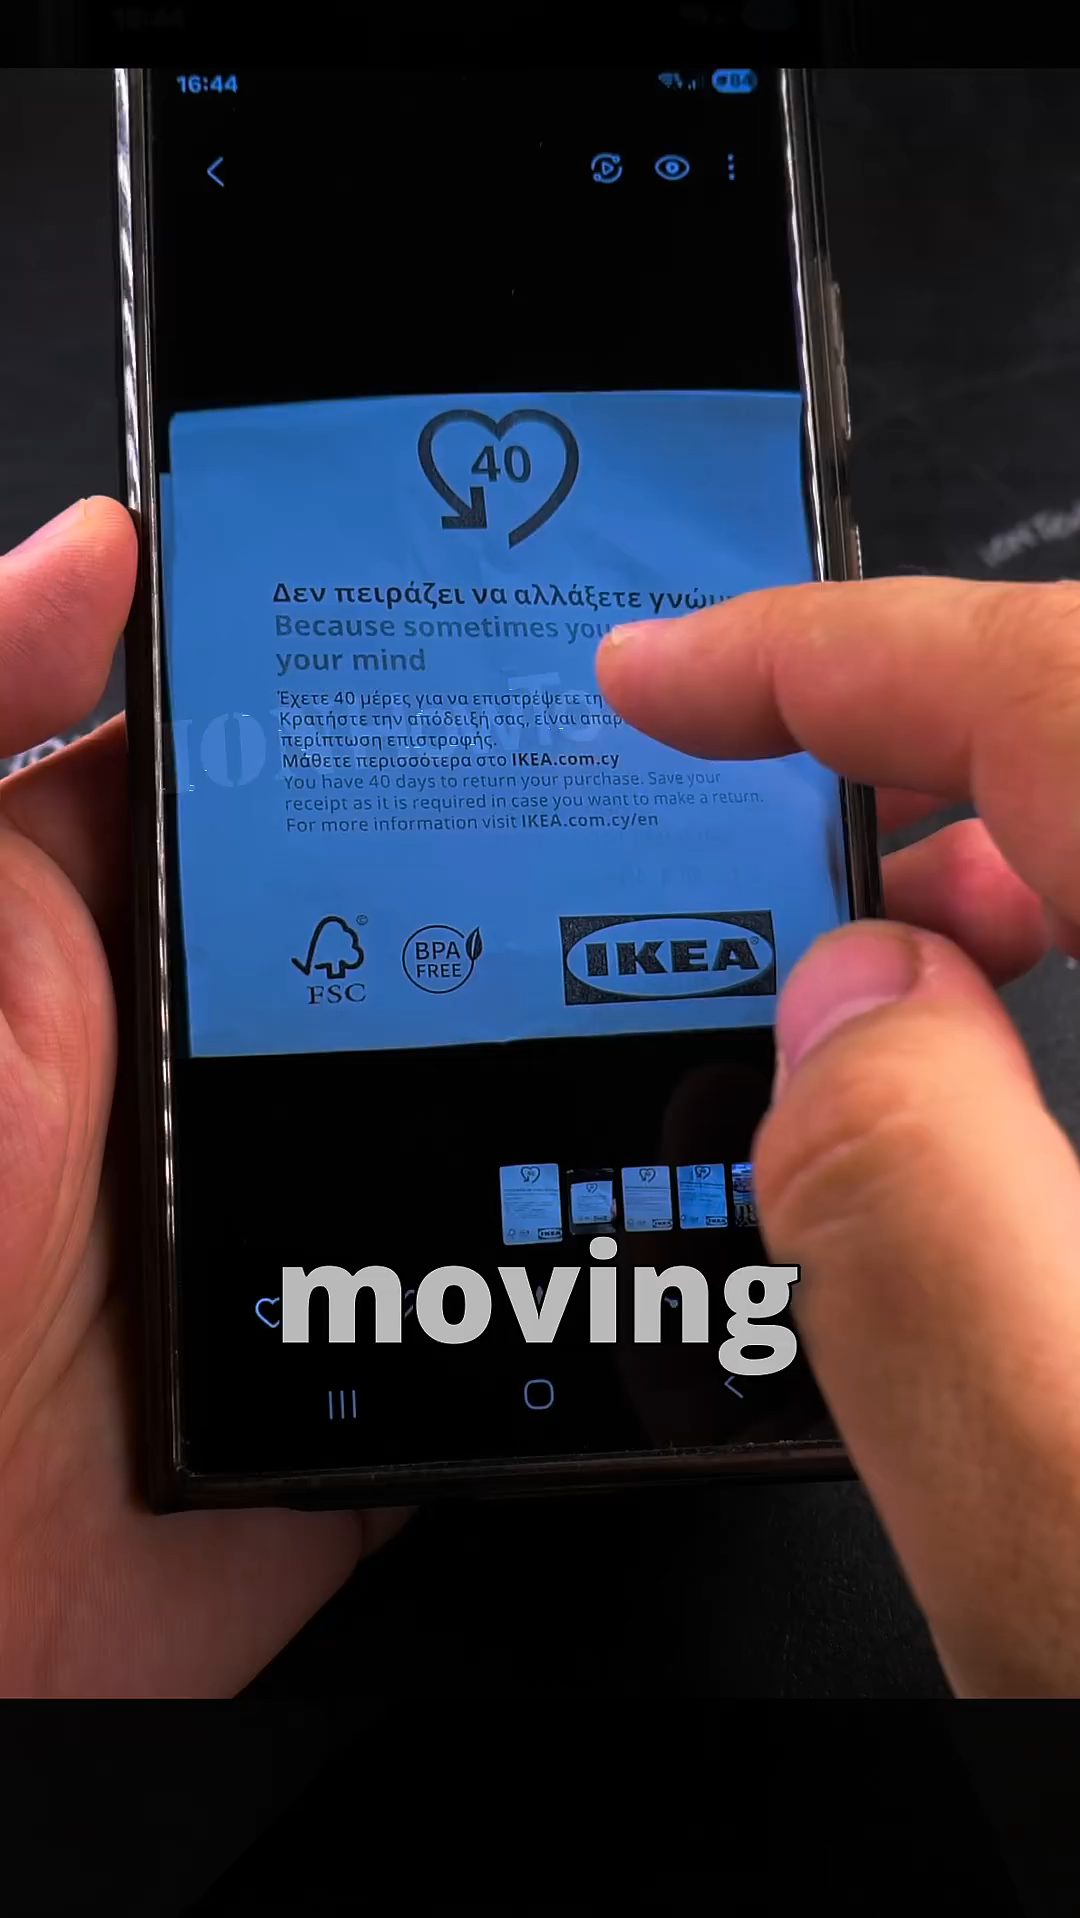 16:44
84
40
Δεν πειράζει να αλλάξετε
Because sometimes you
your mind
Έχετε 40 μέρες για να επιστρέψετε τη
Κρατήστε την απόδειξή σας, είναι
περίπτωση επιστροφής.
Μάθετε περισσότερα στο IKEA.com.cy
You have 40 days to return your purchase. Save your
receipt as it is required in case you want to make a return.
For more information visit IKEA.com.cy/en
FSC
BPA
FREE
IKEA
moving